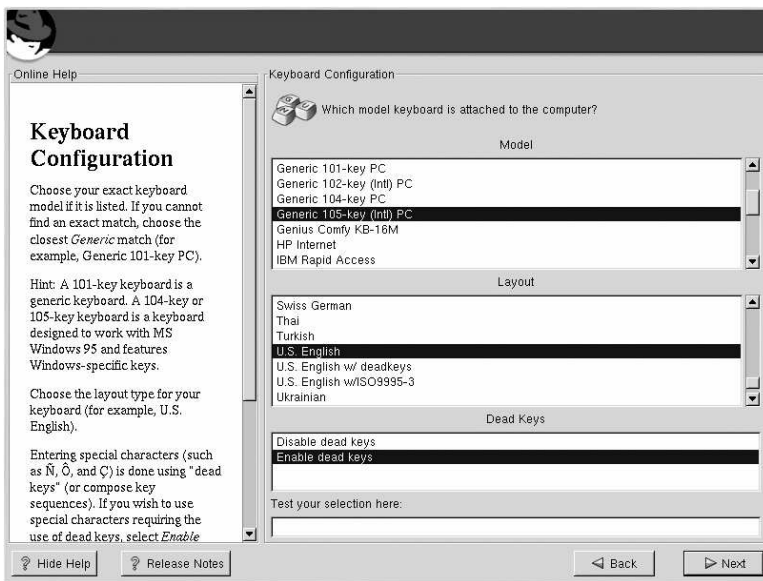 Online Help
Keyboard
Configuration
Choose your exact keyboard
model if it is listed. If you cannot
find an exact match, choose the
closest Generic match (for
example, Generic 101-key PC).
Hint: A 101-key keyboard is a
generic keyboard. A 104-key or
105-key keyboard is a keyboard
designed to work with MS
Windows 95 and features
Windows-specific keys.
Choose the layout type for your
keyboard (for example, U.S.
English).
Entering special characters (such
as Ñ, Ô, and Ç) is done using "dead
keys" (or compose key
sequences). If you wish to use
special characters requiring the
use of dead keys, select Enable
Keyboard Configuration
Which model keyboard is attached to the computer?
Model
Generic 101-key PC
Generic 102-key (Intl) PC
Generic 104-key PC
Generic 105-key (Intl) PC
Genius Comfy KB-16M
HP Internet
IBM Rapid Access
Layout
Swiss German
Thai
Turkish
U.S. English
U.S. English w/ deadkeys
U.S. English w/ISO9995-3
Ukrainian
Dead Keys
Disable dead keys
Enable dead keys
Test your selection here:
Hide Help
Release Notes
Back
Next